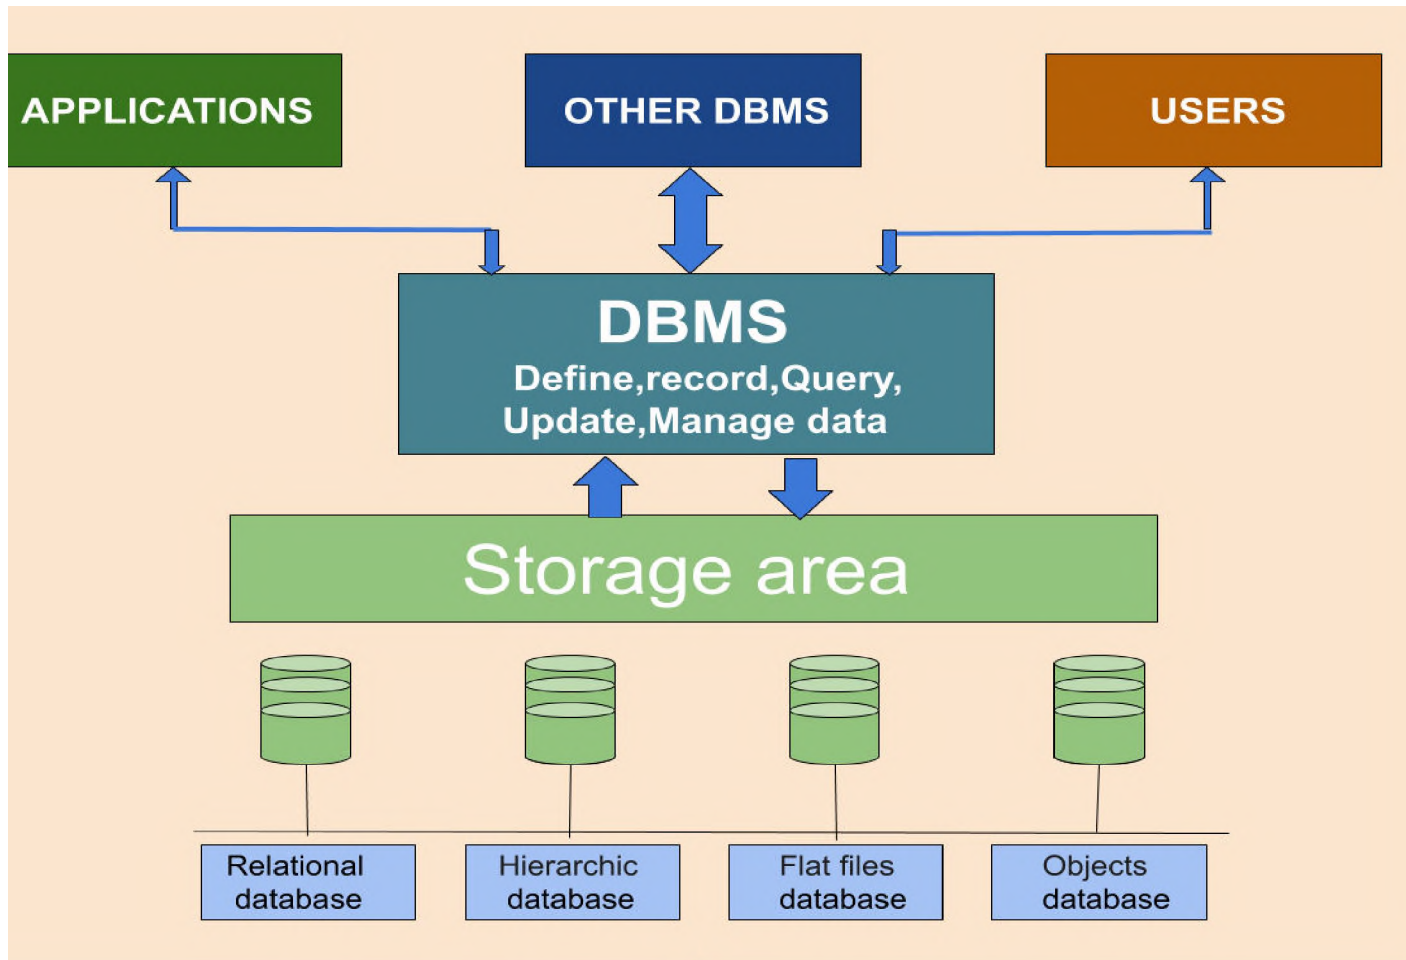 APPLICATIONS
OTHER DBMS
USERS
DBMS
Define,record,Query,
Update,Manage data
Storage area
Relational
database
Hierarchic
database
Flat files
database
Objects
database